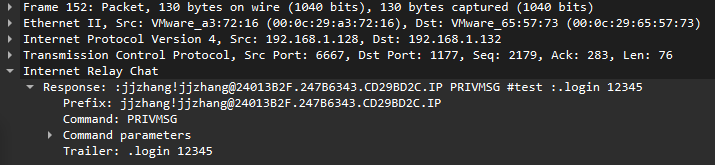 Frame 152: Packet, 130 bytes on wire (1040 bits), 130 bytes captured (1040 bits)
Ethernet II, Src: VMware_a3:72:16 (00:0c:29:a3:72:16), Dst: VMware_65:57:73 (00:0c:29:65:57:73)
Internet Protocol Version 4, Src: 192.168.1.128, Dst: 192.168.1.132
Transmission Control Protocol, Src Port: 6667, Dst Port: 1177, Seq: 2179, Ack: 283, Len: 76
Internet Relay Chat
Response: :jjzhang!jjzhang@24013B2F.247B6343.CD29BD2C.IP PRIVMSG #test :.login 12345
Prefix: jjzhang!jjzhang@24013B2F.247B6343.CD29BD2C.IP
Command: PRIVMSG
Command parameters
Trailer: .login 12345